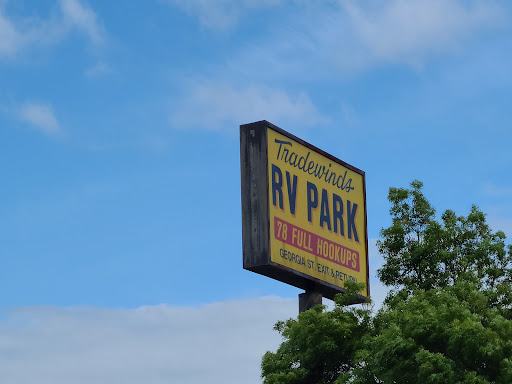 Tradewinds
RV PARK
78 FULL HOOKUPS
GEORGIA ST. EXIT & RETURN